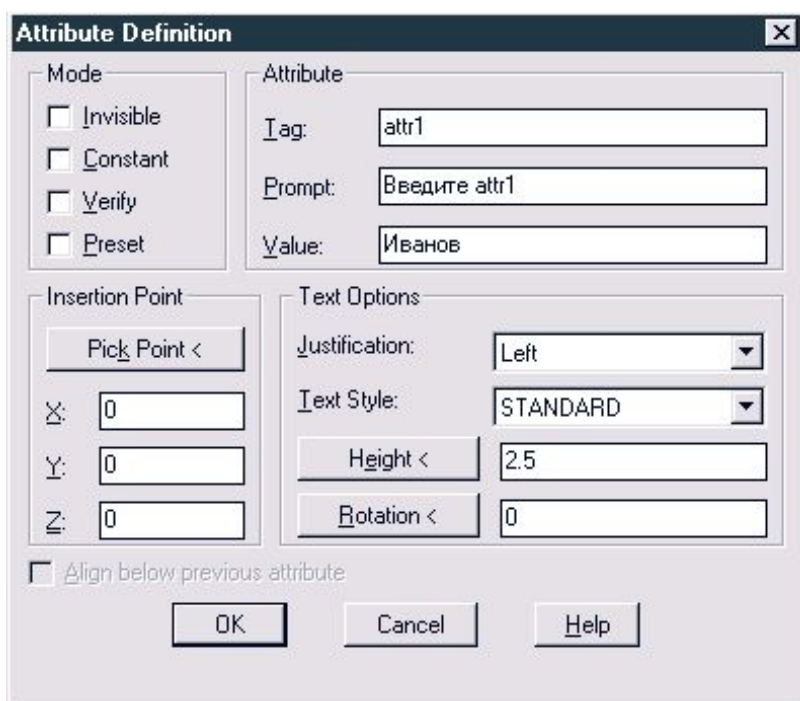 Attribute Definition
Mode
Invisible
Constant
Verify
Preset
Attribute
Tag: attr1
Prompt: Введите attr1
Value: Иванов
Insertion Point
Pick Point <
X: 0
Y: 0
Z: 0
Text Options
Justification: Left
Text Style: STANDARD
Height < 2.5
Rotation < 0
Align below previous attribute
OK Cancel Help